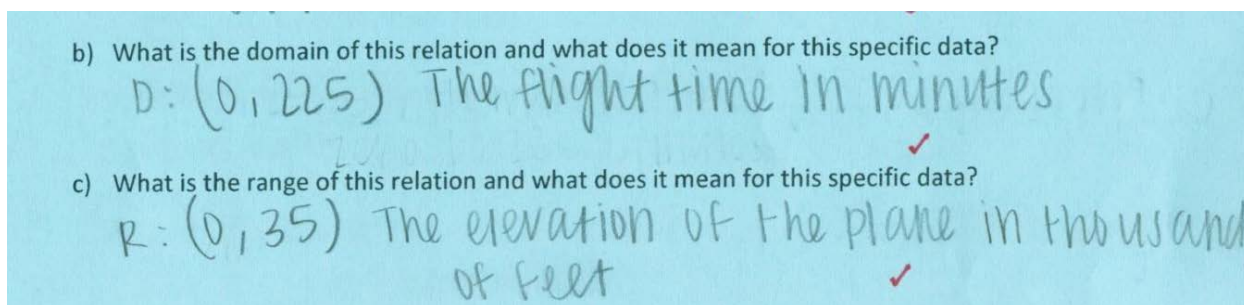 b) What is the domain of this relation and what does it mean for this specific data?
D: (0, 225) The flight time in minutes
c) What is the range of this relation and what does it mean for this specific data?
R: (0, 35) The elevation of the plane in thousand
of feet